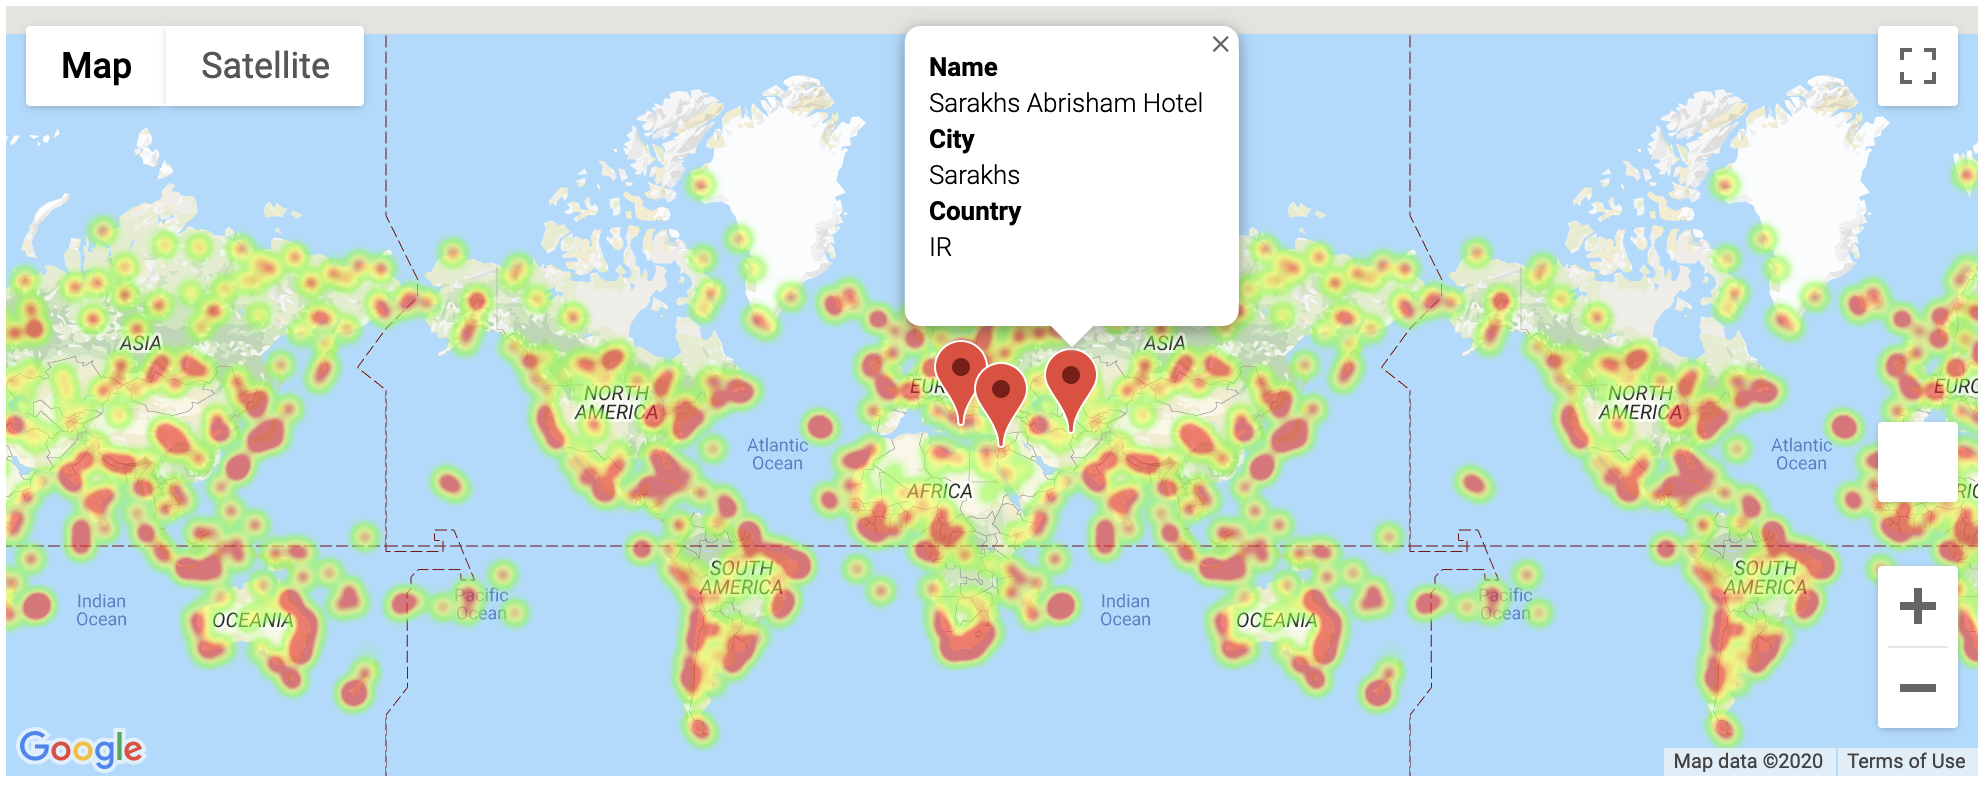 Map
Satellite
Name
Sarakhs Abrisham Hotel
City
Sarakhs
Country
IR
ASIA
NORTH
AMERICA
Atlantic
Ocean
EUR
AFRICA
ASIA
NORTH
AMERICA
Atlantic
Ocean
EURO
RIC
SOUTH
AMERICA
Pacific
Ocean
Indian
Ocean
OCEANIA
Indian
Ocean
OCEANIA
SOUTH
AMERICA
Pacific
Ocean
Google
Map data ©2020
Terms of Use